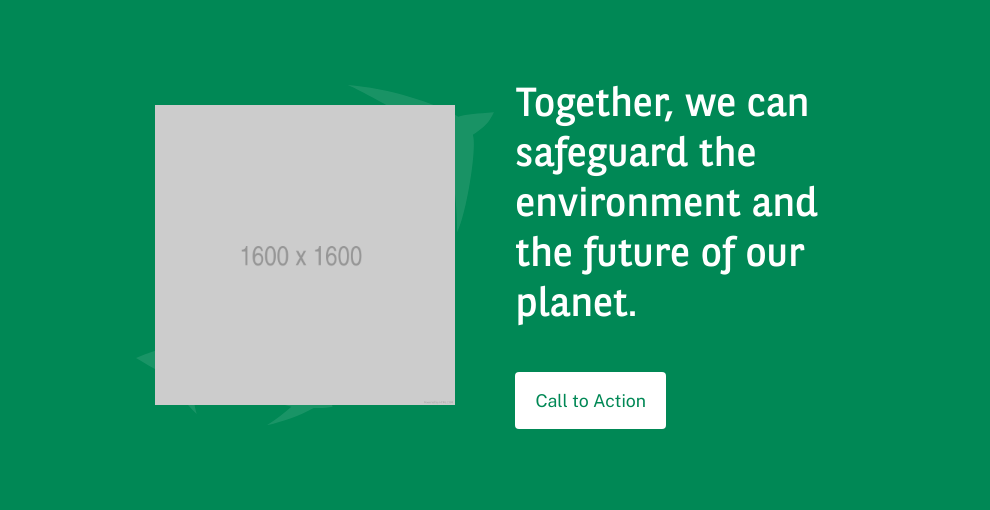 Together, we can
safeguard the
environment and
the future of our
planet.
1600 x 1600
Call to Action